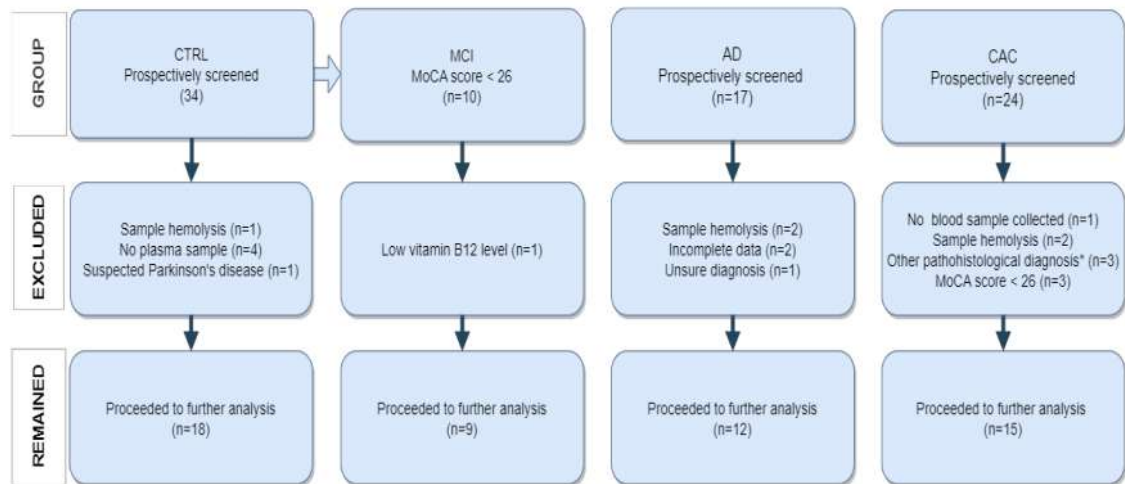 GROUP
CTRL
Prospectively screened
(34)
MCI
MoCA score < 26
(n=10)
AD
Prospectively screened
(n=17)
CAC
Prospectively screened
(n=24)
EXCLUDED
Sample hemolysis (n=1)
No plasma sample (n=4)
Suspected Parkinson's disease (n=1)
Low vitamin B12 level (n=1)
Sample hemolysis (n=2)
Incomplete data (n=2)
Unsure diagnosis (n=1)
No blood sample collected (n=1)
Sample hemolysis (n=2)
Other pathohistological diagnosis* (n=3)
MoCA score < 26 (n=3)
REMAINED
Proceeded to further analysis
(n=18)
Proceeded to further analysis
(n=9)
Proceeded to further analysis
(n=12)
Proceeded to further analysis
(n=15)